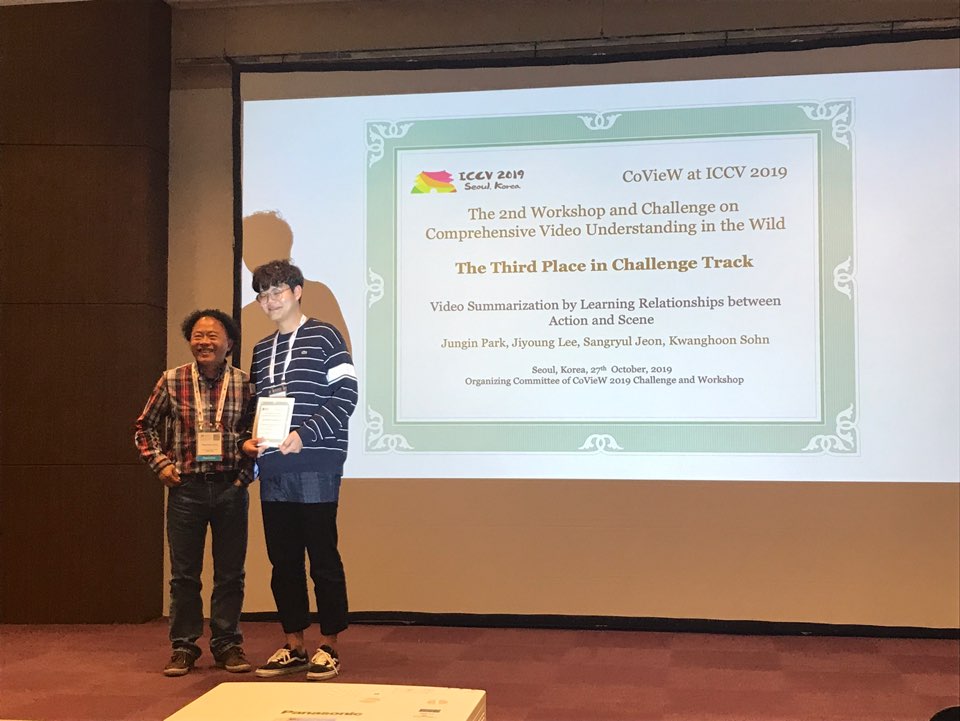 ICCV 2019
Seoul, Korea
CoVieW at ICCV 2019
The 2nd Workshop and Challenge on
Comprehensive Video Understanding in the Wild
The Third Place in Challenge Track
Video Summarization by Learning Relationships between
Action and Scene
Jungin Park, Jiyoung Lee, Sangryul Jeon, Kwanghoon Sohn
Seoul, Korea, 27th October, 2019
Organizing Committee of CoVieW 2019 Challenge and Workshop
Panasonic